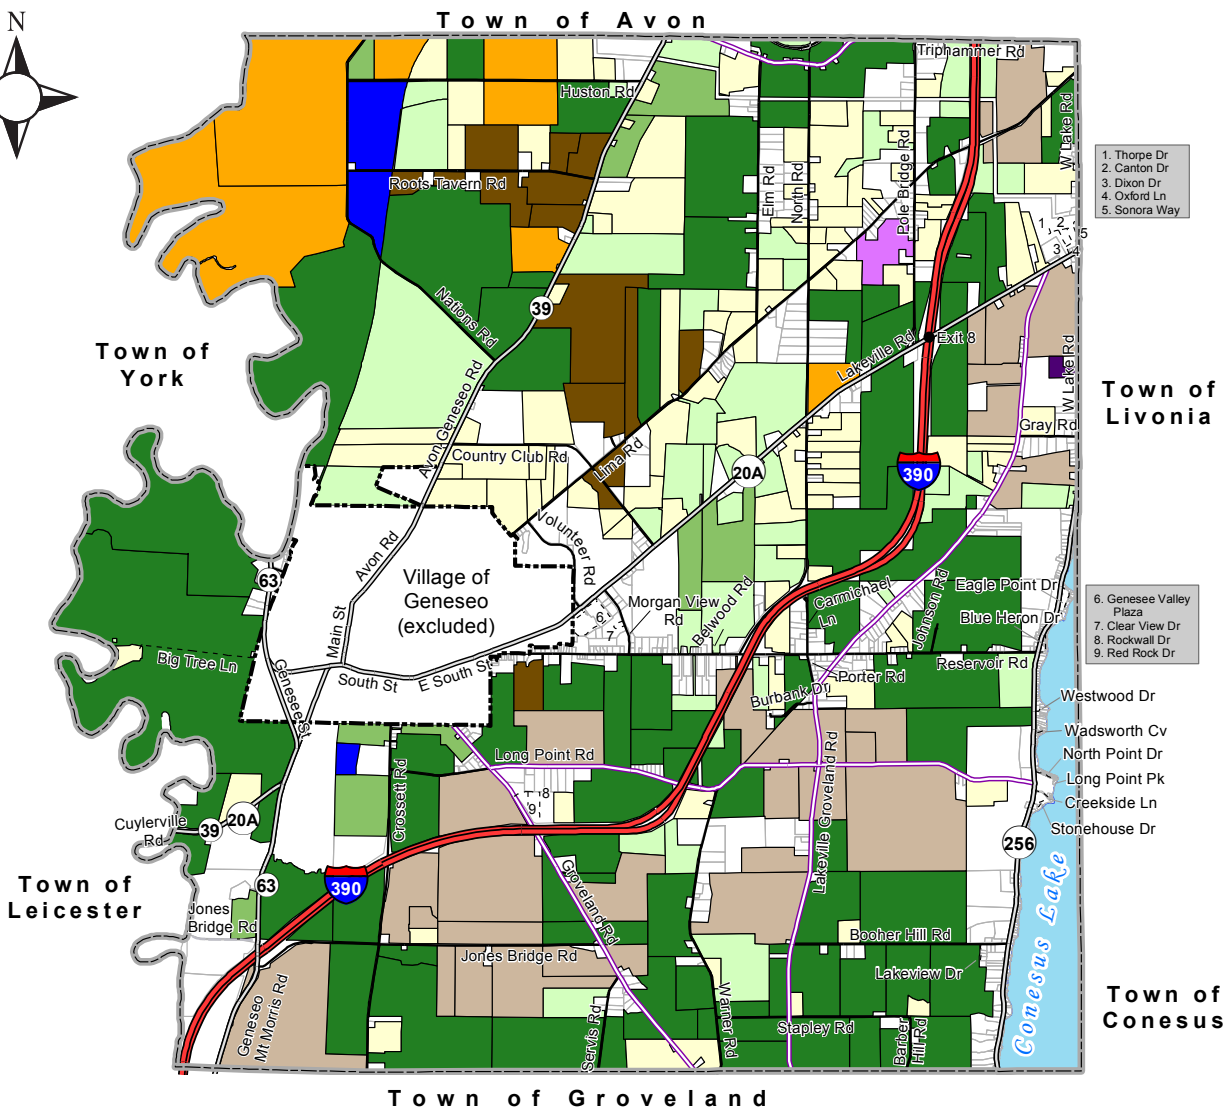 Town of Avon
N
Triphammer Rd
Huston Rd
W Lake Rd
Pole Bridge Rd
Elm Rd
North Rd
Roots Tavern Rd
1. Thorpe Dr
2. Canton Dr
3. Dixon Dr
4. Oxford Ln
5. Sonora Way
1
2
3
4
5
Nations Rd
39
Town of
York
Exit 8
Lakeville Rd
W Lake Rd
Town of
Livonia
Avon Geneseo Rd
Gray Rd
Country Club Rd
Lima Rd
20A
390
Volunteer Rd
Avon Rd
63
Village of
Geneseo
(excluded)
Main St
6
7
Morgan View
Rd
Belwood Rd
Carmichael
Ln
Johnson Rd
Eagle Point Dr
Blue Heron Dr
6. Genesee Valley
Plaza
7. Clear View Dr
8. Rockwall Dr
9. Red Rock Dr
Big Tree Ln
Genesee St
South St
E South St
Reservoir Rd
Porter Rd
Burbank Dr
Westwood Dr
Wadsworth Cv
North Point Dr
Long Point Pk
Creekside Ln
Stonehouse Dr
Long Point Rd
Crossett Rd
8
9
Lakeville Groveland Rd
Cuylerville
Rd
39
20A
256
63
390
Town of
Leicester
Jones
Bridge Rd
Groveland Rd
Booher Hill Rd
Jones Bridge Rd
Lakeview Dr
Conesus Lake
Geneseo
Mt Morris Rd
Servis Rd
Warner Rd
Stapley Rd
Barber
Hill Rd
Town of
Conesus
Town of Groveland